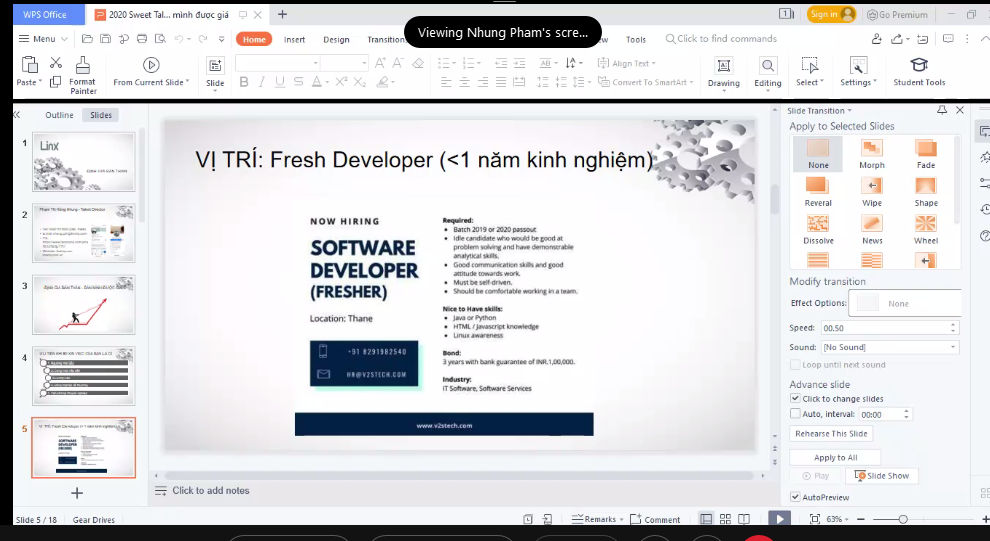 WPS Office
2020 Sweet Tal... mình được giá
Sign in
Go Premium
Viewing Nhung Pham's scre...
Menu
Home
Insert
Design
Transition
Tools
Click to find commands
Paste
Cut
Format
Painter
From Current Slide
Slide
B I U S A X² X₂
Align Text
Convert To SmartArt
Drawing
Editing
Select
Settings
Student Tools
Outline
Slides
1
Linx
2
3
4
5
VỊ TRÍ: Fresh Developer (<1 năm kinh nghiệm)
NOW HIRING
SOFTWARE
DEVELOPER
(FRESHER)
Location: Thane
+91 8291982540
HR@V2STECH.COM
Required:
Batch 2019 or 2020 passout
Idle candidate who would be good at
problem solving and have demonstrable
analytical skills.
Good communication skills and good
attitude towards work.
Must be self-driven.
Should be comfortable working in a team.
Nice to Have skills:
Java or Python
HTML / Javascript knowledge
Linux awareness
Bond:
3 years with bank guarantee of INR.1,00,000.
Industry:
IT Software, Software Services
www.v2stech.com
Click to add notes
Slide Transition
Apply to Selected Slides
None
Morph
Fade
Reveral
Wipe
Shape
Dissolve
News
Wheel
Modify transition
Effect Options:
None
Speed:
00.50
Sound:
[No Sound]
Loop until next sound
Advance slide
Click to change slides
Auto, interval:
00:00
Rehearse This Slide
Apply to All
Play
Slide Show
AutoPreview
Slide 5 / 18
Gear Drives
Remarks
Comment
63%